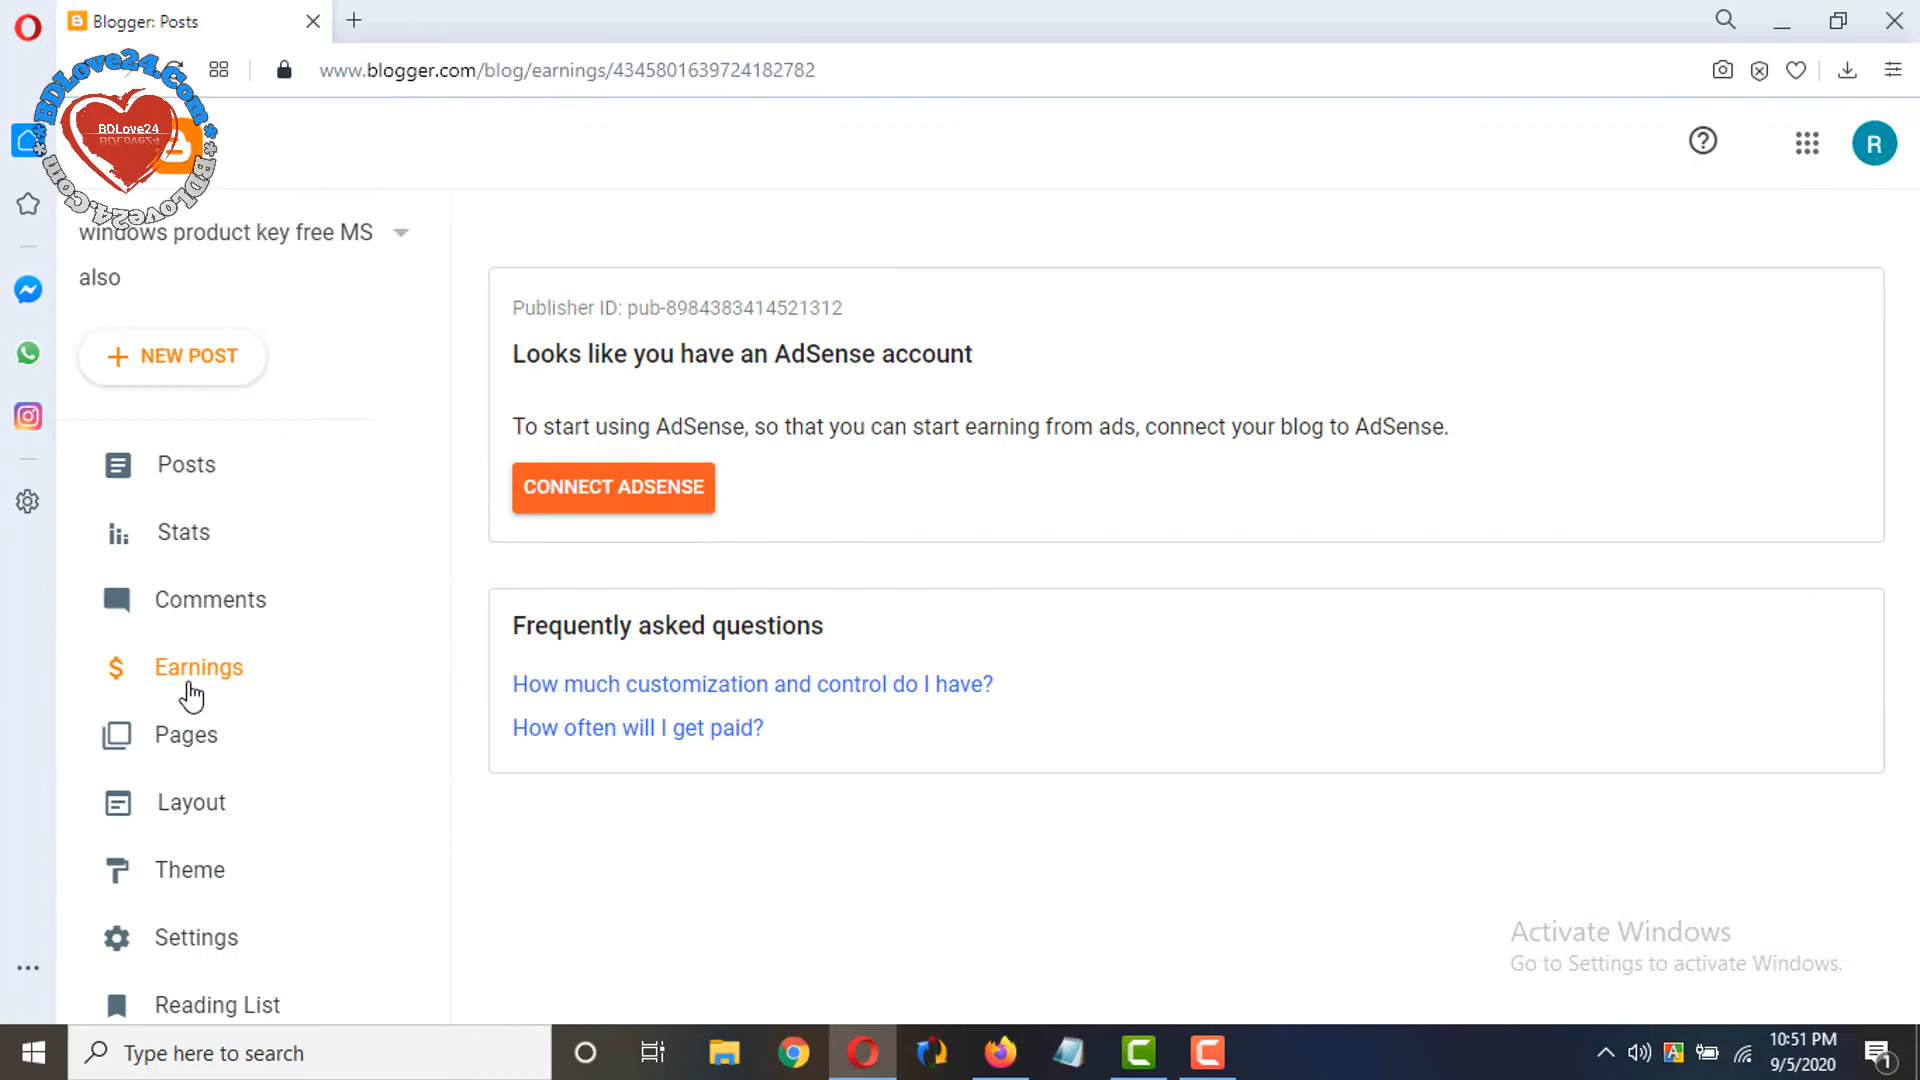 Blogger: Posts
www.blogger.com/blog/earnings/4345801639724182782
**BDLove24.Com**
BDLove24
BDLove24
BDLove24.Com
R
windows product key free MS
also
NEW POST
Posts
Stats
Comments
Earnings
Pages
Layout
Theme
Settings
Reading List
Publisher ID: pub-8984383414521312
Looks like you have an AdSense account
To start using AdSense, so that you can start earning from ads, connect your blog to AdSense.
CONNECT ADSENSE
Frequently asked questions
How much customization and control do I have?
How often will I get paid?
Activate Windows
Go to Settings to activate Windows.
Type here to search
10:51 PM
9/5/2020
1